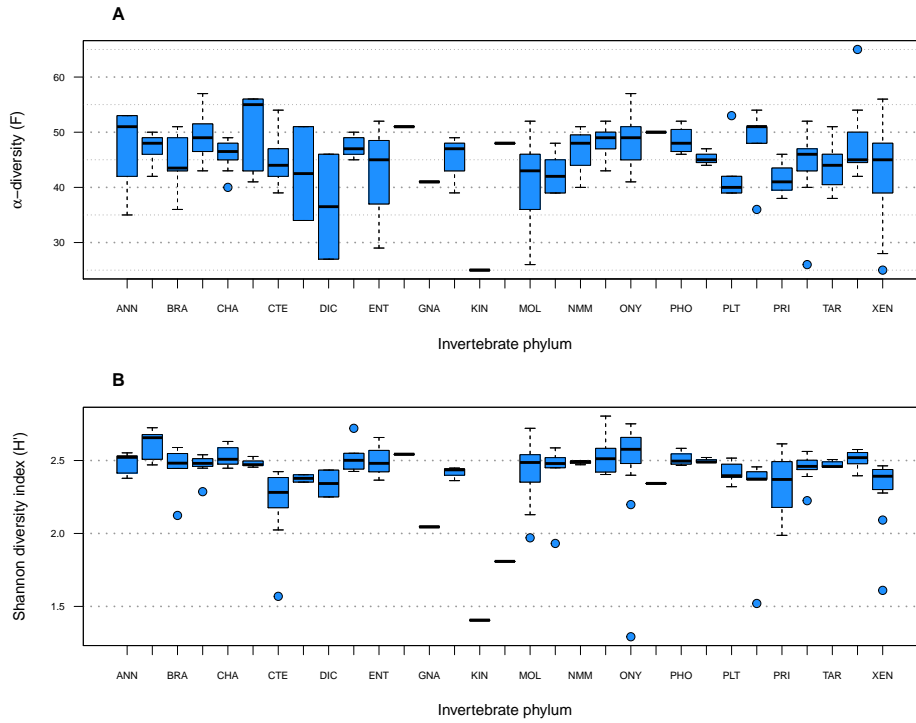 A
α−diversity (F)
60
50
40
30
ANN BRA CHA CTE DIC ENT GNA KIN MOL NMM ONY PHO PLT PRI TAR XEN
Invertebrate phylum
B
Shannon diversity index (H')
2.5
2.0
1.5
ANN BRA CHA CTE DIC ENT GNA KIN MOL NMM ONY PHO PLT PRI TAR XEN
Invertebrate phylum